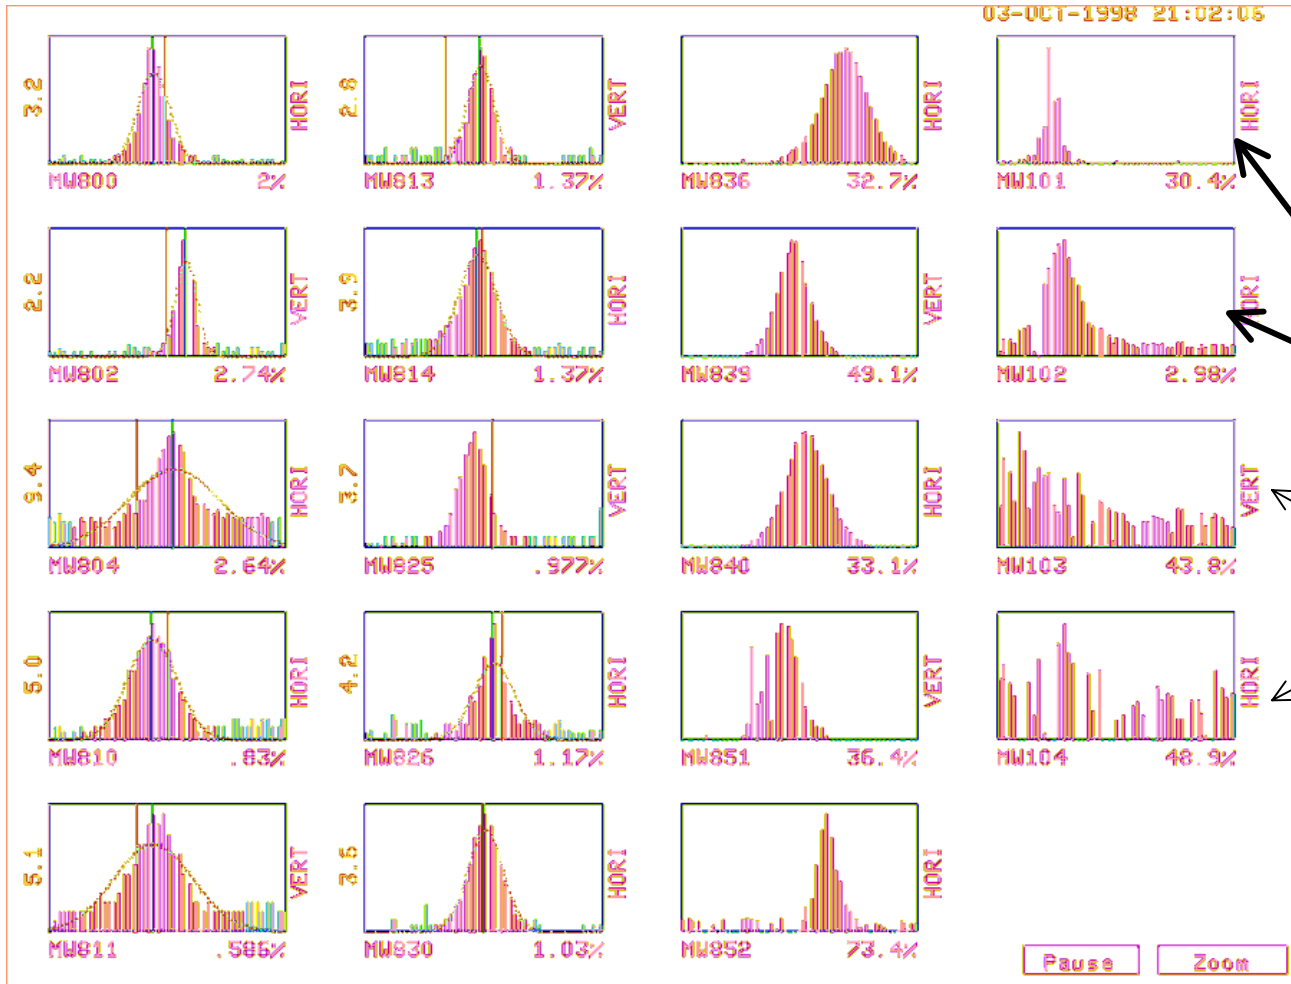 03-OCT-1998 21:02:06
3.2 HORI 2.8 VERT HORI HORI
MW800 2% MW813 1.37% MW836 32.7% MW101 30.4%
2.2 VERT 3.9 HORI VERT HORI
MW802 2.74% MW814 1.37% MW839 49.1% MW102 2.98%
9.4 HORI 3.7 VERT HORI VERT
MW804 2.64% MW825 .977% MW840 33.1% MW103 43.8%
5.0 HORI 4.2 HORI VERT HORI
MW810 .83% MW826 1.17% MW851 36.4% MW104 48.9%
5.1 VERT 3.5 HORI HORI
MW811 .586% MW830 1.03% MW852 73.4%
Pause Zoom